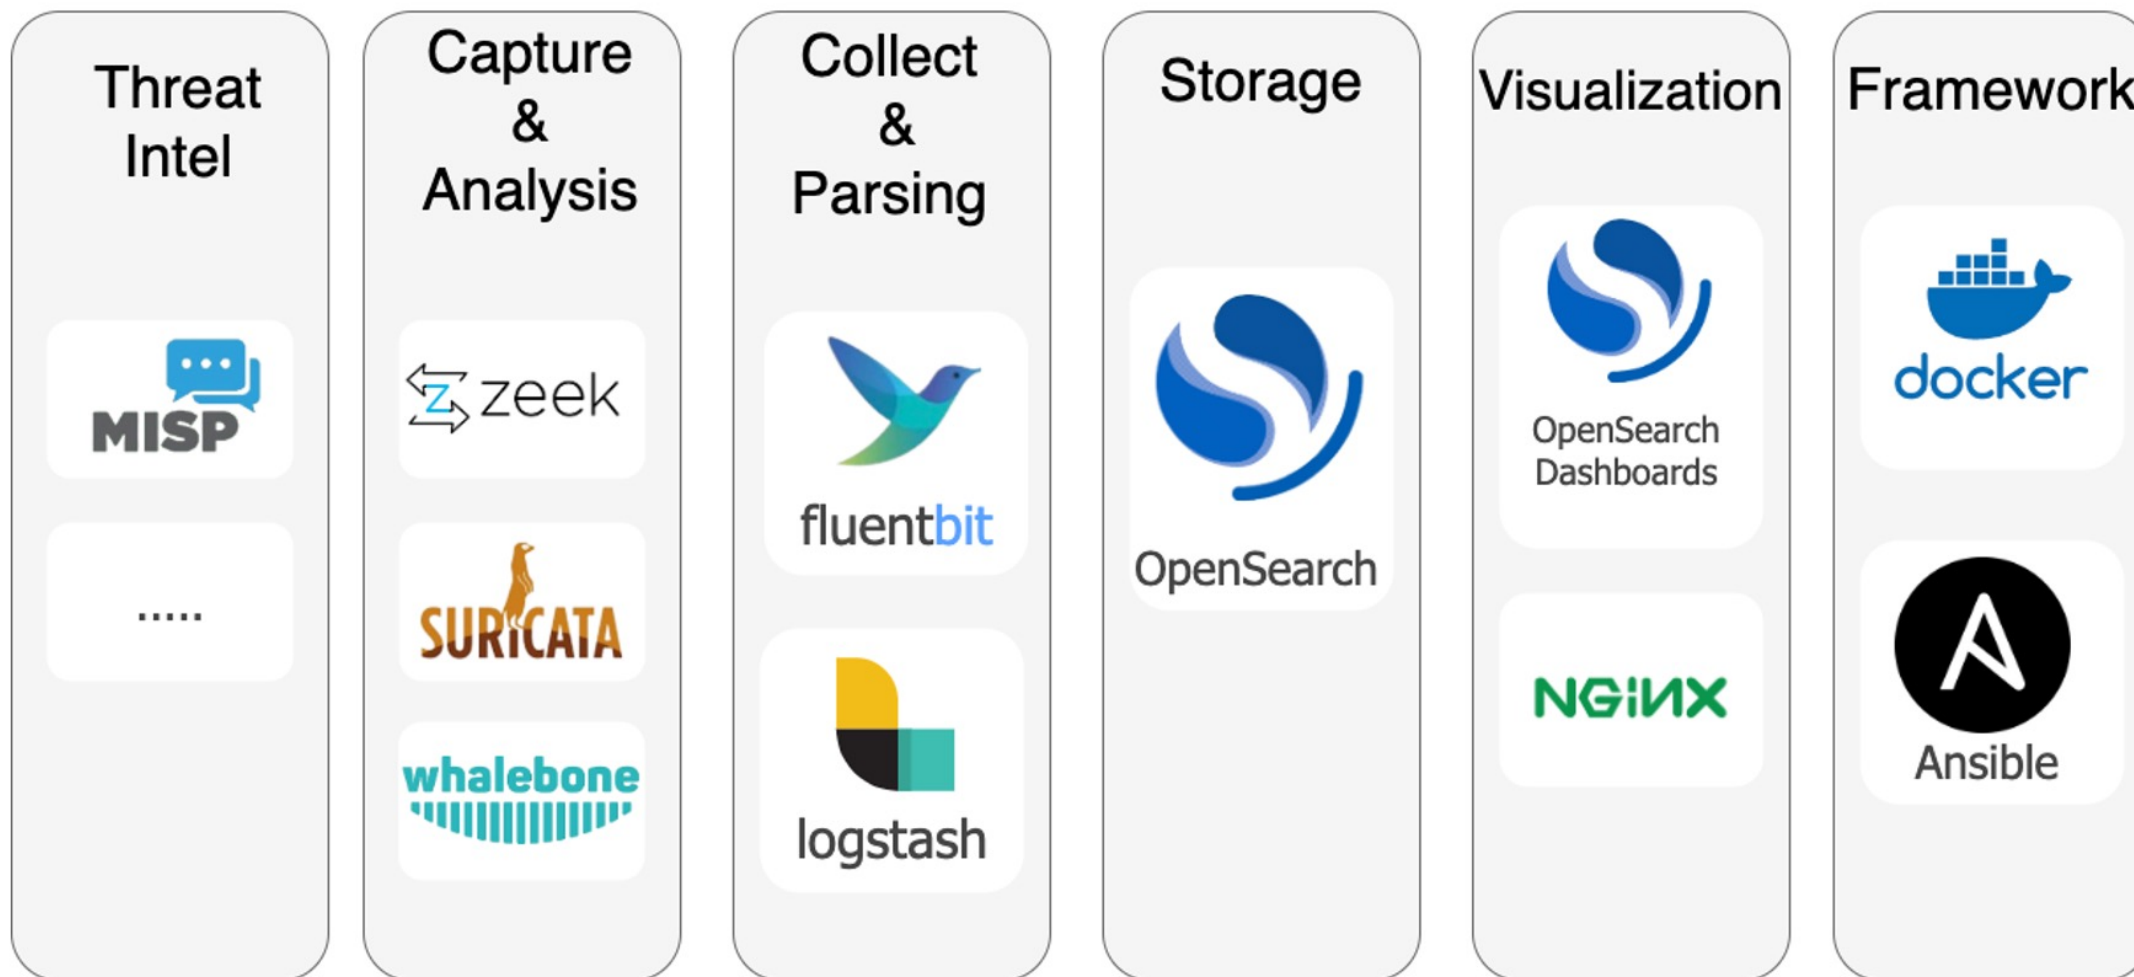 Threat
Intel
MISP
.....
Capture
&
Analysis
z zeek
SURICATA
whalebone
Collect
&
Parsing
fluentbit
logstash
Storage
OpenSearch
Visualization
OpenSearch
Dashboards
NGINX
Framework
docker
Ansible